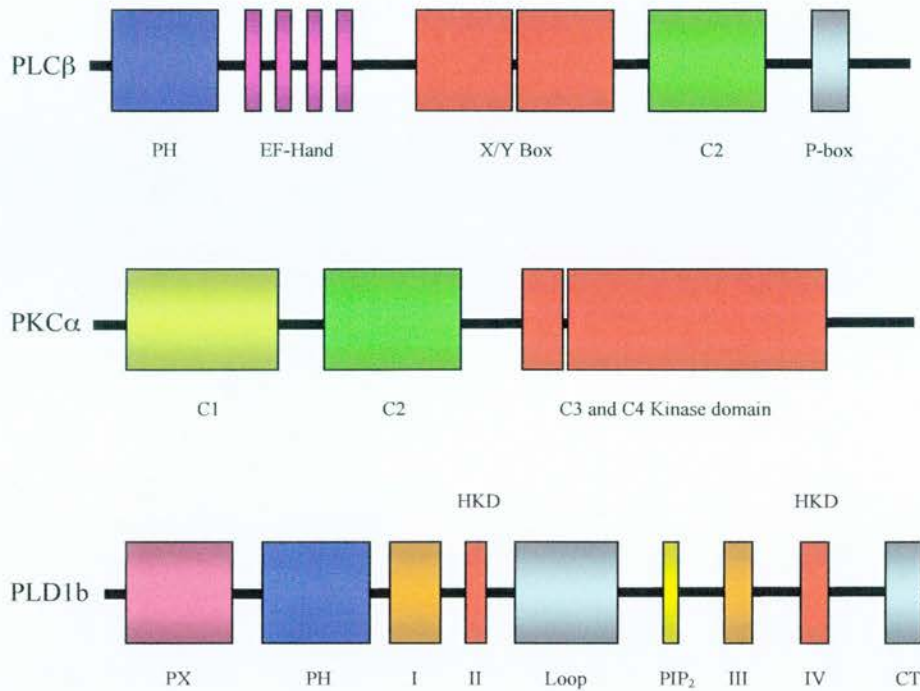 PLCβ
PH EF-Hand X/Y Box C2 P-box
PKCα
C1 C2 C3 and C4 Kinase domain
HKD HKD
PLD1b
PX PH I II Loop PIP₂ III IV CT